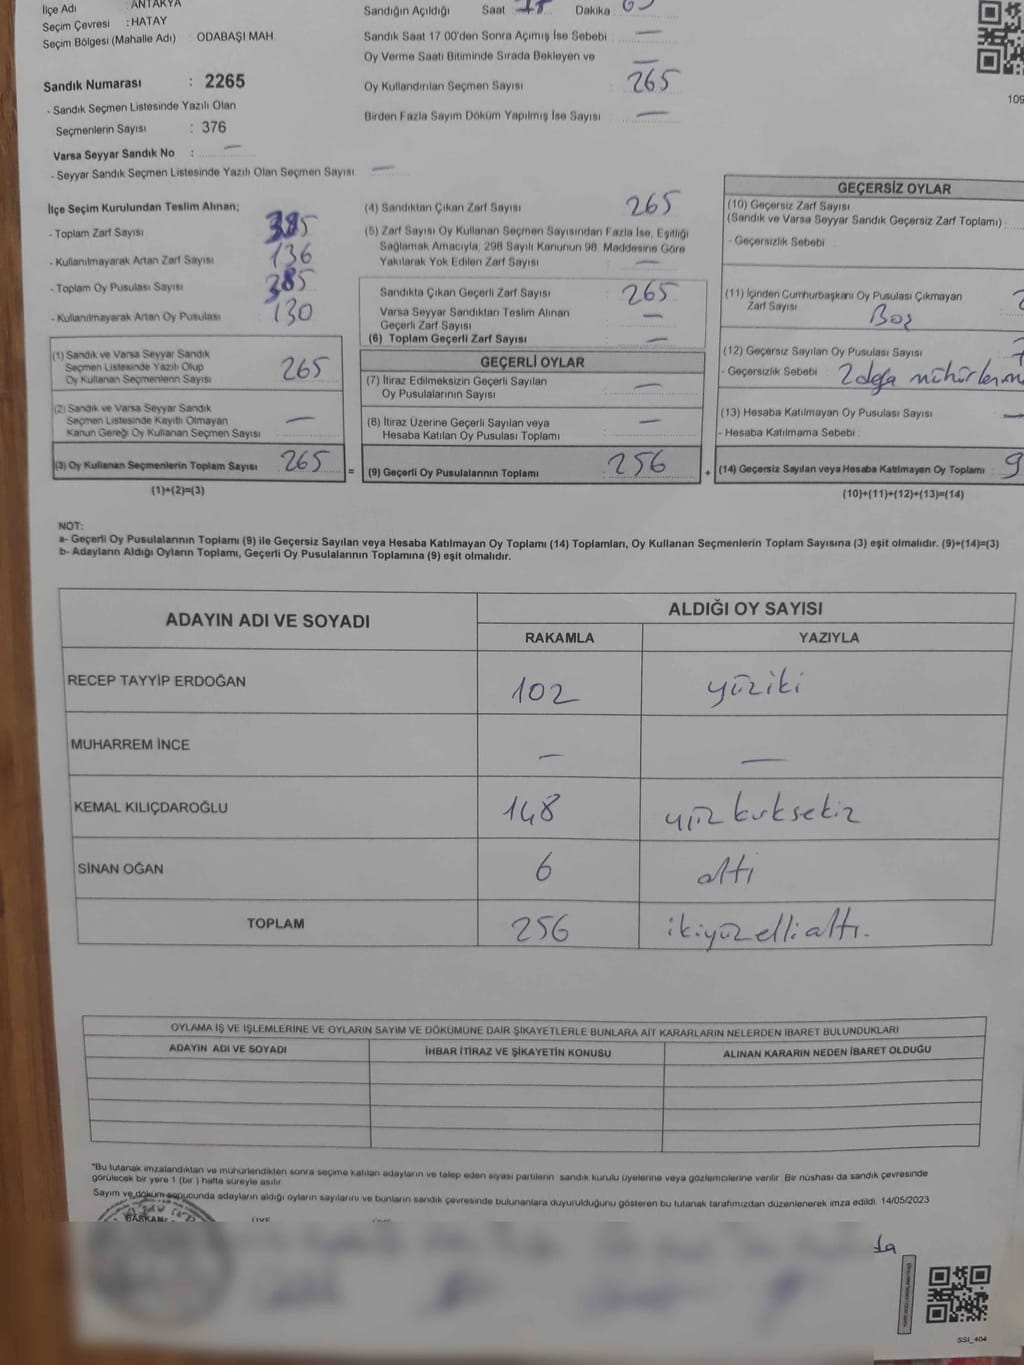 İlçe Adı : ANTAKYA
Seçim Çevresi : HATAY
Seçim Bölgesi (Mahalle Adı) ODABAŞI MAH.
Sandık Numarası : 2265
- Sandık Seçmen Listesinde Yazılı Olan
Seçmenlerin Sayısı : 376
Varsa Seyyar Sandık No : —
- Seyyar Sandık Seçmen Listesinde Yazılı Olan Seçmen Sayısı —
Sandığın Açıldığı Saat 17 Dakika
Sandık Saat 17.00'den Sonra Açımış İse Sebebi —
Oy Verme Saati Bitiminde Sırada Bekleyen ve —
Oy Kullandırılan Seçmen Sayısı 265
Birden Fazla Sayım Döküm Yapılmış İse Sayısı —
109
İlçe Seçim Kurulundan Teslim Alınan;
- Toplam Zarf Sayısı 385
- Kullanılmayarak Artan Zarf Sayısı 136
- Toplam Oy Pusulası Sayısı 385
- Kullanılmayarak Artan Oy Pusulası 130
(1) Sandık ve Varsa Seyyar Sandık
Seçmen Listesinde Yazılı Olup
Oy Kullanan Seçmenlerin Sayısı 265
(2) Sandık ve Varsa Seyyar Sandık
Seçmen Listesinde Kayıtlı Olmayan
Kanun Gereği Oy Kullanan Seçmen Sayısı —
(3) Oy Kullanan Seçmenlerin Toplam Sayısı 265
(1)+(2)=(3)
(4) Sandıktan Çıkan Zarf Sayısı 265
(5) Zarf Sayısı Oy Kullanan Seçmen Sayısından Fazla İse, Eşitliği
Sağlamak Amacıyla, 298 Sayılı Kanunun 98. Maddesine Göre
Yakılarak Yok Edilen Zarf Sayısı —
Sandıkta Çıkan Geçerli Zarf Sayısı 265
Varsa Seyyar Sandıktan Teslim Alınan
Geçerli Zarf Sayısı —
(6) Toplam Geçerli Zarf Sayısı —
GEÇERLİ OYLAR
(7) İtiraz Edilmeksizin Geçerli Sayılan
Oy Pusulalarının Sayısı —
(8) İtiraz Üzerine Geçerli Sayılan veya
Hesaba Katılan Oy Pusulası Toplamı —
= (9) Geçerli Oy Pusulalarının Toplamı 256 +
GEÇERSİZ OYLAR
(10) Geçersiz Zarf Sayısı
(Sandık ve Varsa Seyyar Sandık Geçersiz Zarf Toplamı) :
- Geçersizlik Sebebi :
(11) İçinden Cumhurbaşkanı Oy Pusulası Çıkmayan
Zarf Sayısı Boş
(12) Geçersiz Sayılan Oy Pusulası Sayısı
- Geçersizlik Sebebi : 2 defa
(13) Hesaba Katılmayan Oy Pusulası Sayısı —
- Hesaba Katılmama Sebebi :
(14) Geçersiz Sayılan veya Hesaba Katılmayan Oy Toplamı 9
(10)+(11)+(12)+(13)=(14)
NOT:
a- Geçerli Oy Pusulalarının Toplamı (9) ile Geçersiz Sayılan veya Hesaba Katılmayan Oy Toplamı (14) Toplamları, Oy Kullanan Seçmenlerin Toplam Sayısına (3) eşit olmalıdır. (9)+(14)=(3)
b- Adayların Aldığı Oyların Toplamı, Geçerli Oy Pusulalarının Toplamına (9) eşit olmalıdır.
ADAYIN ADI VE SOYADI ALDIĞI OY SAYISI
RAKAMLA YAZIYLA
RECEP TAYYİP ERDOĞAN 102 yüziki
MUHARREM İNCE — —
KEMAL KILIÇDAROĞLU 148 yüz kırksekiz
SİNAN OĞAN 6 altı
TOPLAM 256 ikiyüzellialtı.
OYLAMA İŞ VE İŞLEMLERİNE VE OYLARIN SAYIM VE DÖKÜMÜNE DAİR ŞİKAYETLERLE BUNLARA AİT KARARLARIN NELERDEN İBARET BULUNDUKLARI
ADAYIN ADI VE SOYADI İHBAR İTİRAZ VE ŞİKAYETİN KONUSU ALINAN KARARIN NEDEN İBARET OLDUĞU
"Bu tutanak imzalandıktan ve mühürlendikten sonra seçime katılan adayların ve talep eden siyasi partilerin sandık kurulu üyelerine veya gözlemcilerine verilir. Bir nüshası da sandık çevresinde
görülecek bir yere 1 (bir ) hafta süreyle asılır.
Sayım ve döküm sonucunda adayların aldığı oyların sayılarını ve bunların sandık çevresinde bulunanlara duyurulduğunu gösteren bu tutanak tarafımızdan düzenlenerek imza edildi. 14/05/2023
BAŞKAN ÜYE
SSI_404